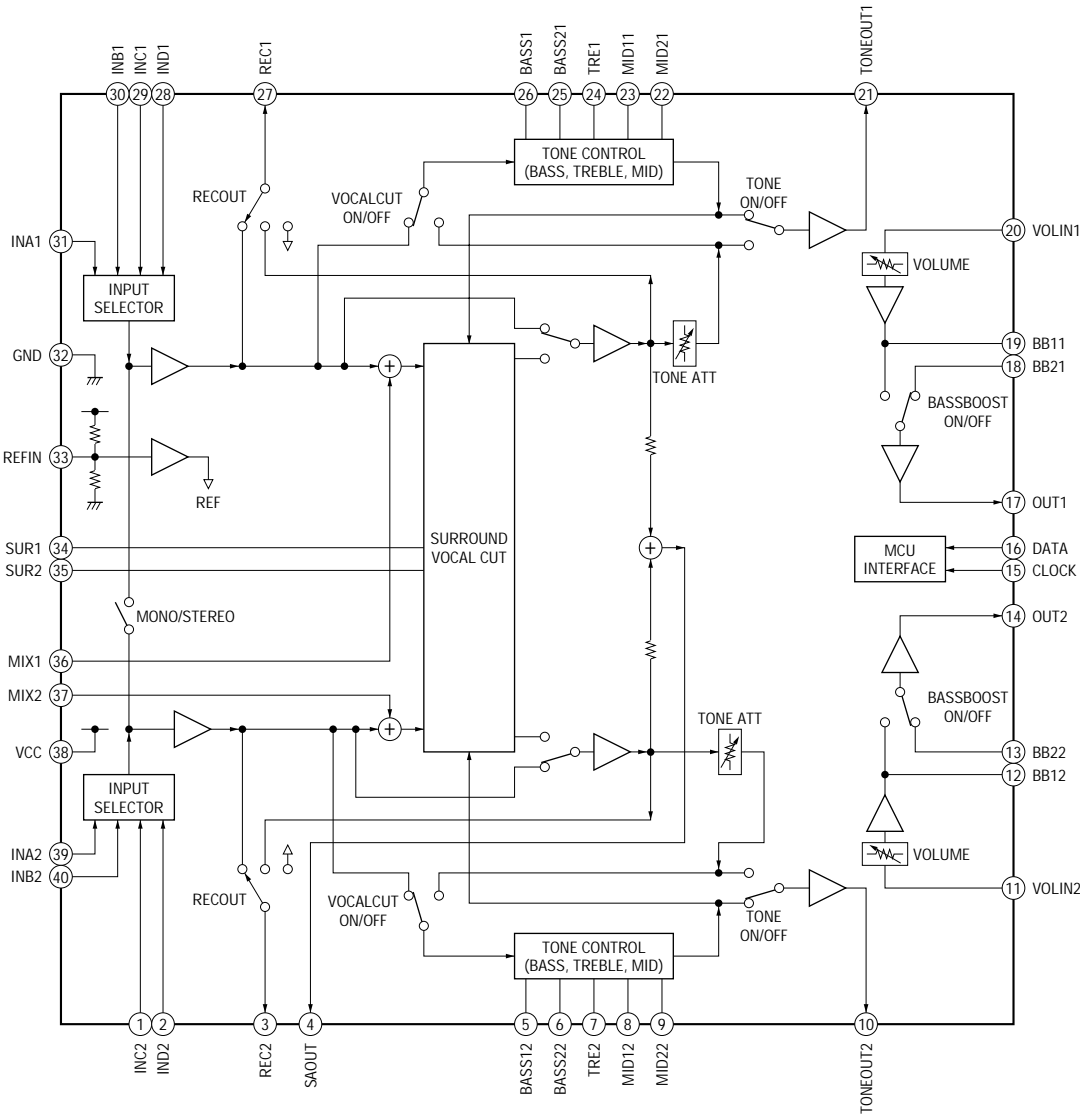 INB1
INC1
IND1
REC1
BASS1
BASS21
TRE1
MID11
MID21
TONEOUT1
30
29
28
27
26
25
24
23
22
21
TONE CONTROL
(BASS, TREBLE, MID)
RECOUT
VOCALCUT
ON/OFF
TONE
ON/OFF
INA1
31
20
VOLIN1
VOLUME
INPUT
SELECTOR
GND
32
+
TONE ATT
19
BB11
18
BB21
BASSBOOST
ON/OFF
REFIN
33
REF
17
OUT1
SUR1
34
SUR2
35
SURROUND
VOCAL CUT
+
MCU
INTERFACE
16
DATA
15
CLOCK
MONO/STEREO
14
OUT2
MIX1
36
MIX2
37
VCC
38
+
TONE ATT
BASSBOOST
ON/OFF
13
BB22
12
BB12
INPUT
SELECTOR
INA2
39
INB2
40
VOLUME
11
VOLIN2
RECOUT
VOCALCUT
ON/OFF
TONE
ON/OFF
TONE CONTROL
(BASS, TREBLE, MID)
1
2
3
4
5
6
7
8
9
10
INC2
IND2
REC2
SAOUT
BASS12
BASS22
TRE2
MID12
MID22
TONEOUT2